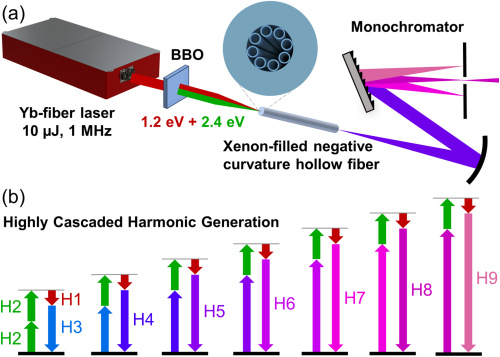 (a)
BBO
Monochromator
Yb-fiber laser
10 µJ, 1 MHz
1.2 eV + 2.4 eV
Xenon-filled negative
curvature hollow fiber
(b)
Highly Cascaded Harmonic Generation
H2
H2
H1
H3
H4
H5
H6
H7
H8
H9